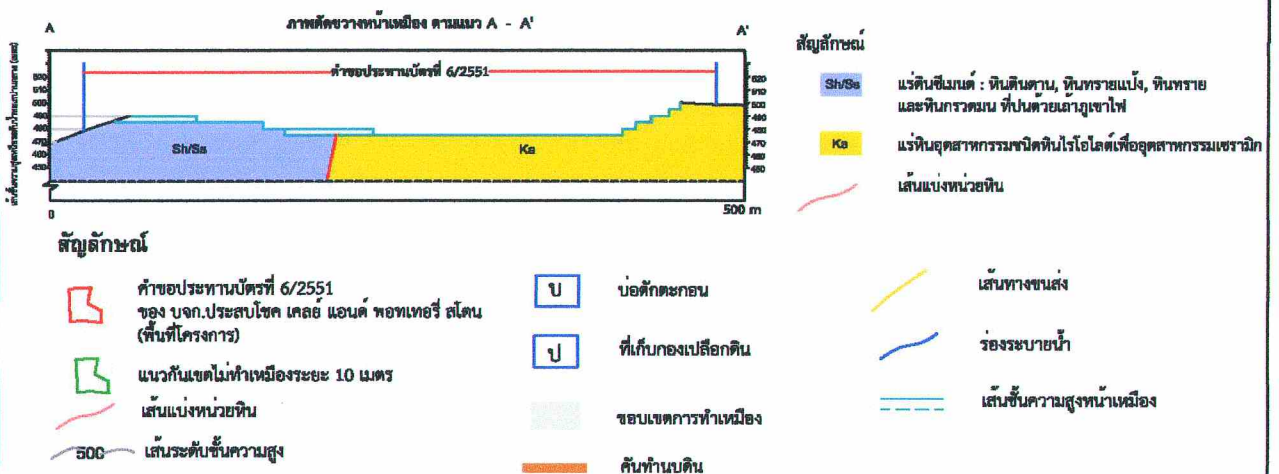 ภาพตัดขวางหน้าเหมือง ตามแนว A - A'
A
A'
คำขอประทานบัตรที่ 6/2551
Sh/Ss
Ka
0
500 m
520
510
500
490
480
470
460
สัญลักษณ์
Sh/Ss
แร่ดินซีเมนต์ : หินดินดาน, หินทรายแป้ง, หินทราย
และหินกรวดมน ที่ปนด้วยเถ้าภูเขาไฟ
Ka
แร่หินอุตสาหกรรมชนิดหินไรโอไลต์เพื่ออุตสาหกรรมเซรามิก
เส้นแบ่งหน่วยหิน
สัญลักษณ์
คำขอประทานบัตรที่ 6/2551
ของ บจก.ประสบโชค เคลย์ แอนด์ พอทเทอรี่ สโตน
(พื้นที่โครงการ)
แนวกันเขตไม่ทำเหมืองระยะ 10 เมตร
เส้นแบ่งหน่วยหิน
500
เส้นระดับชั้นความสูง
บ
บ่อดักตะกอน
ป
ที่เก็บกองเปลือกดิน
ขอบเขตการทำเหมือง
คันทำนบดิน
เส้นทางขนส่ง
ร่องระบายน้ำ
เส้นชั้นความสูงหน้าเหมือง